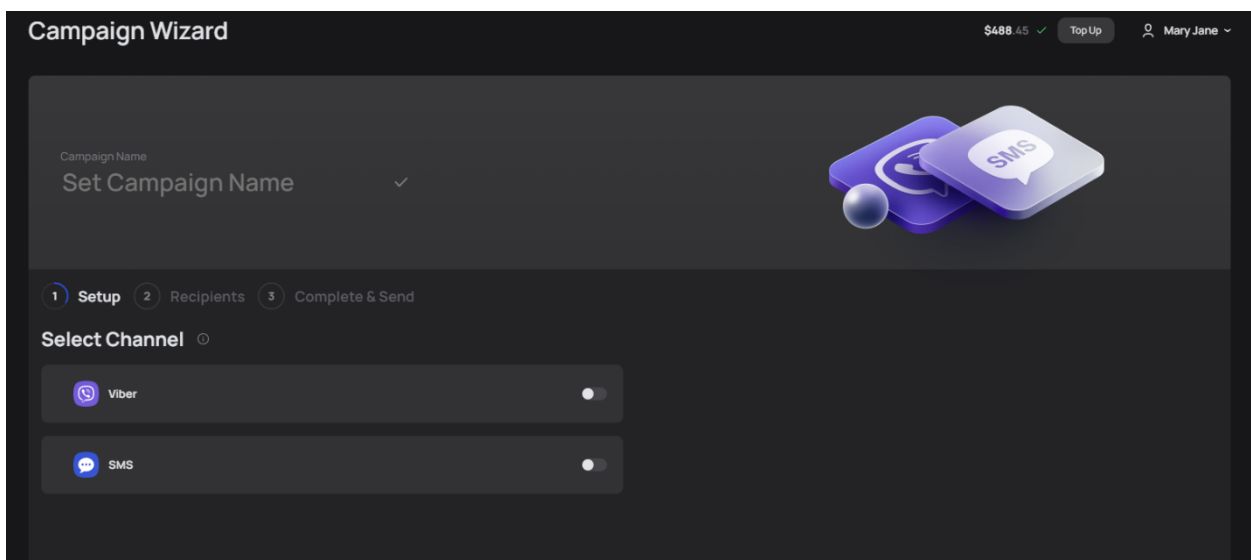 Campaign Wizard
$488.45 Top Up Mary Jane
Campaign Name
Set Campaign Name
SMS
1 Setup 2 Recipients 3 Complete & Send
Select Channel
Viber
SMS